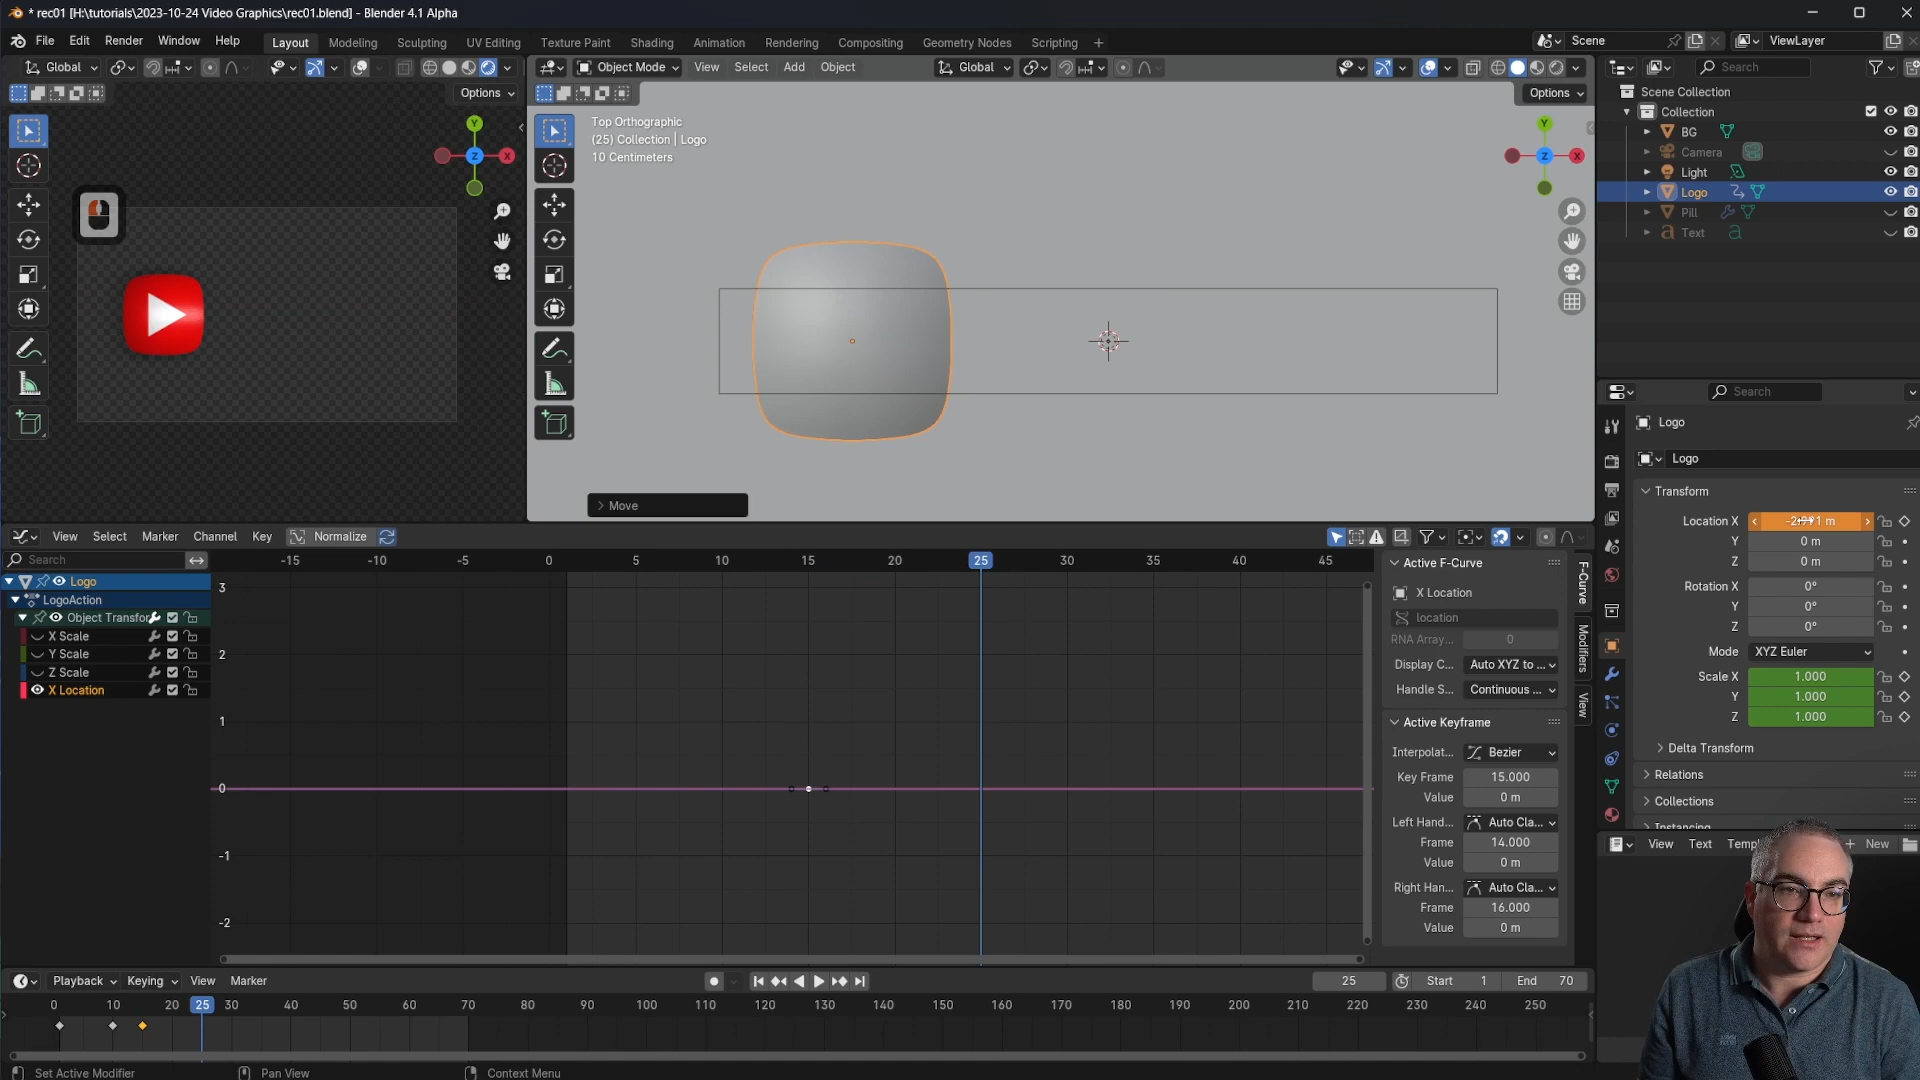 * rec01 [H:\tutorials\2023-10-24 Video Graphics\rec01.blend] - Blender 4.1 Alpha
File Edit Render Window Help Layout Modeling Sculpting UV Editing Texture Paint Shading Animation Rendering Compositing Geometry Nodes Scripting + Scene ViewLayer
Global Object Mode View Select Add Object Global Search
Options Options
Scene Collection
Collection
BG
Camera
Light
Logo
Pill
Text
Y
X
Z
Y
X
Z
Top Orthographic
(25) Collection | Logo
10 Centimeters
> Move
Search
Logo
Logo
Transform
Location X
Y 0 m
Z 0 m
Rotation X 0°
Y 0°
Z 0°
Mode XYZ Euler
Scale X 1.000
Y 1.000
Z 1.000
Delta Transform
Relations
Collections
Instancing
View Text + New
View Select Marker Channel Key Normalize
Search
-15 -10 -5 0 5 10 15 20 25 30 35 40 45
Logo
LogoAction
Object Transfor
X Scale
Y Scale
Z Scale
X Location
3
2
1
0
-1
-2
Active F-Curve
X Location
location
RNA Array... 0
Display C... Auto XYZ to ...
Handle S... Continuous ...
Active Keyframe
Interpolat... Bezier
Key Frame 15.000
Value 0 m
Left Hand... Auto Cla...
Frame 14.000
Value 0 m
Right Han... Auto Cla...
Frame 16.000
Value 0 m
F-Curve
Modifiers
View
Playback Keying View Marker 25 Start 1 End 70
0 10 20 25 30 40 50 60 70 80 90 100 110 120 130 140 150 160 170 180 190 200 210 220 230 240 250
Set Active Modifier Pan View Context Menu